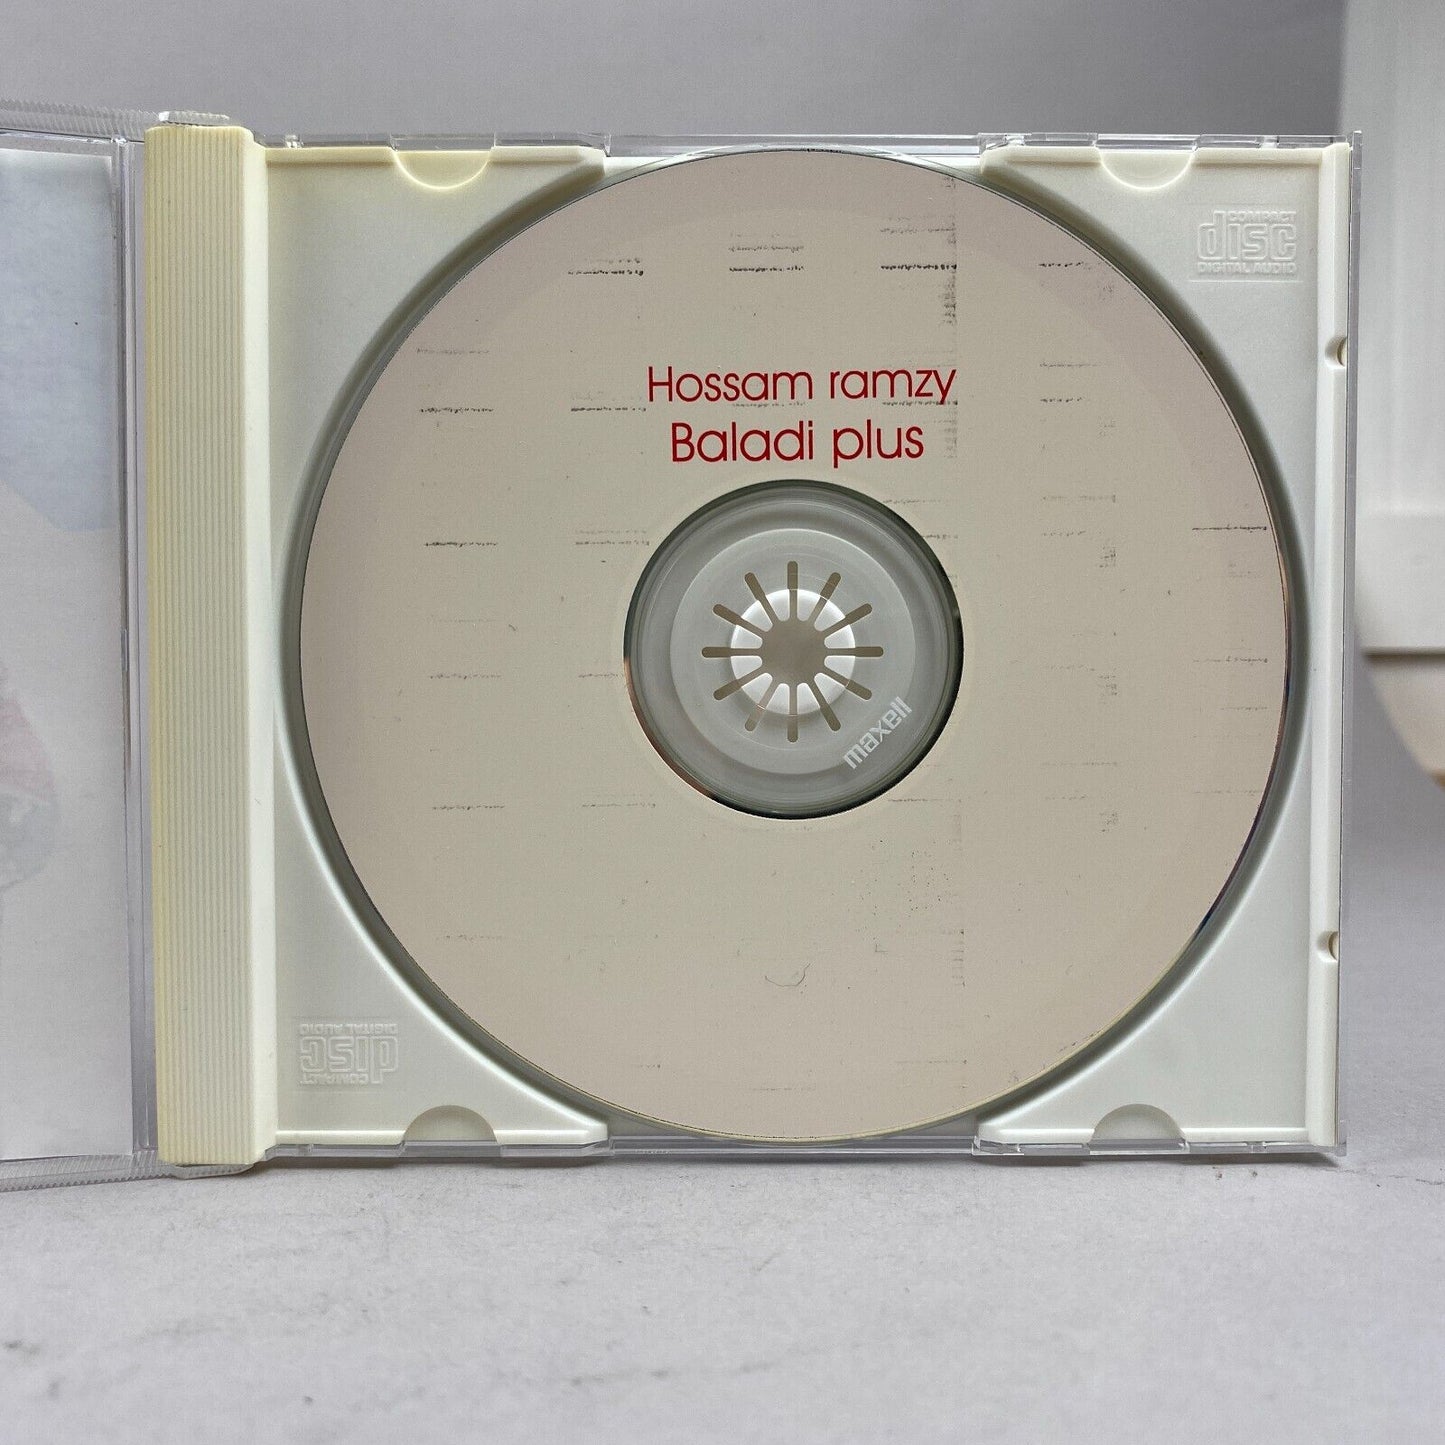 COMPACT
disc
DIGITAL AUDIO
Hossam ramzy
Baladi plus
maxell
COMPACT
disc
DIGITAL AUDIO